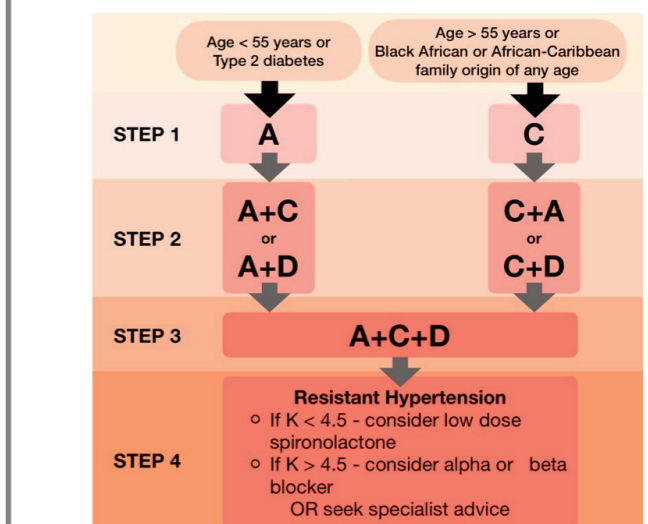 Age < 55 years or
Type 2 diabetes
Age > 55 years or
Black African or African-Caribbean
family origin of any age
STEP 1
A
C
STEP 2
A+C
or
A+D
C+A
or
C+D
STEP 3
A+C+D
STEP 4
Resistant Hypertension
○ If K < 4.5 - consider low dose
spironolactone
○ If K > 4.5 - consider alpha or beta
blocker
OR seek specialist advice